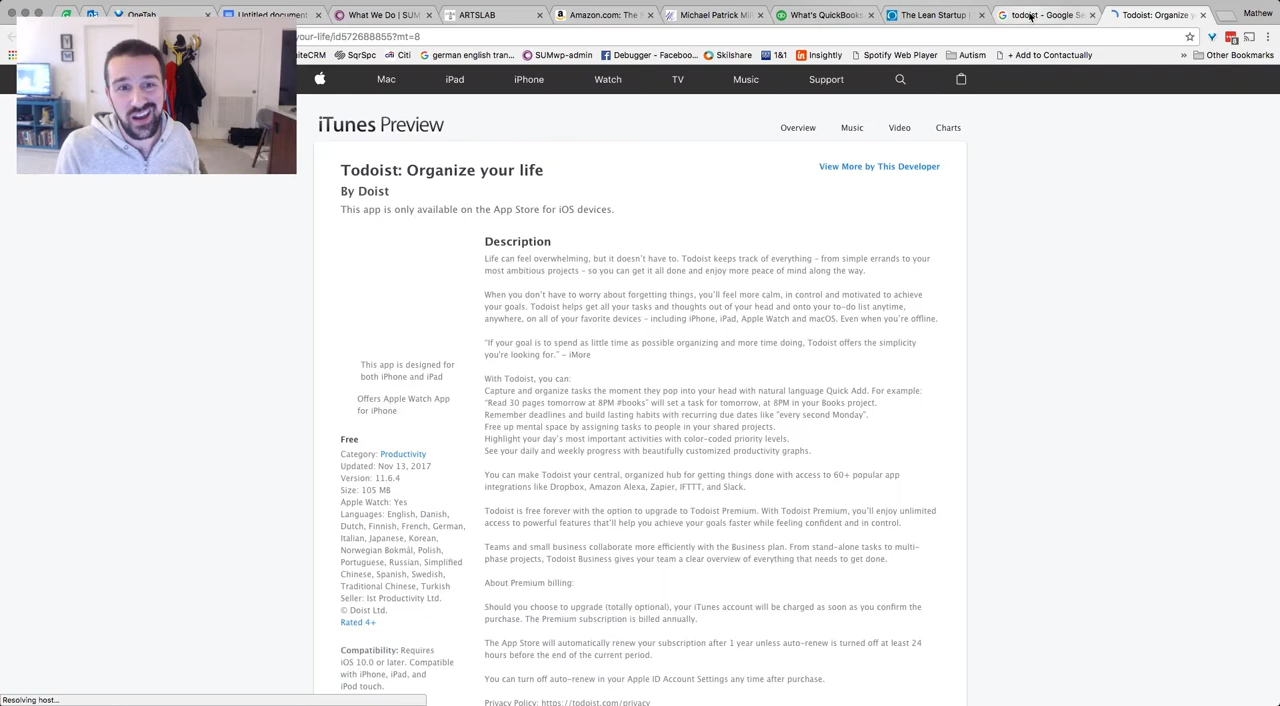 OneTab
Untitled document
What We Do | SUM
ARTSLAB
Amazon.com: The
Michael Patrick Mi
What's QuickBooks
The Lean Startup |
todoist - Google Se
Todoist: Organize y
Mathew
your-life/id572688855?mt=8
niteCRM
SqrSpc
Citi
german english tran...
SUMwp-admin
Debugger - Faceboo...
Skilshare
1&1
Insightly
Spotify Web Player
Autism
+ Add to Contactually
»
Other Bookmarks
Mac
iPad
iPhone
Watch
TV
Music
Support
iTunes Preview
Overview
Music
Video
Charts
Todoist: Organize your life
View More by This Developer
By Doist
This app is only available on the App Store for iOS devices.
Description
Life can feel overwhelming, but it doesn't have to. Todoist keeps track of everything – from simple errands to your
most ambitious projects – so you can get it all done and enjoy more peace of mind along the way.
When you don't have to worry about forgetting things, you'll feel more calm, in control and motivated to achieve
your goals. Todoist helps get all your tasks and thoughts out of your head and onto your to-do list anytime,
anywhere, on all of your favorite devices – including iPhone, iPad, Apple Watch and macOS. Even when you're offline.
"If your goal is to spend as little time as possible organizing and more time doing, Todoist offers the simplicity
you're looking for." – iMore
With Todoist, you can:
Capture and organize tasks the moment they pop into your head with natural language Quick Add. For example:
"Read 30 pages tomorrow at 8PM #books" will set a task for tomorrow, at 8PM in your Books project.
Remember deadlines and build lasting habits with recurring due dates like "every second Monday".
Free up mental space by assigning tasks to people in your shared projects.
Highlight your day's most important activities with color-coded priority levels.
See your daily and weekly progress with beautifully customized productivity graphs.
You can make Todoist your central, organized hub for getting things done with access to 60+ popular app
integrations like Dropbox, Amazon Alexa, Zapier, IFTTT, and Slack.
Todoist is free forever with the option to upgrade to Todoist Premium. With Todoist Premium, you'll enjoy unlimited
access to powerful features that'll help you achieve your goals faster while feeling confident and in control.
Teams and small business collaborate more efficiently with the Business plan. From stand-alone tasks to multi-
phase projects, Todoist Business gives your team a clear overview of everything that needs to get done.
About Premium billing:
Should you choose to upgrade (totally optional), your iTunes account will be charged as soon as you confirm the
purchase. The Premium subscription is billed annually.
The App Store will automatically renew your subscription after 1 year unless auto-renew is turned off at least 24
hours before the end of the current period.
You can turn off auto-renew in your Apple ID Account Settings any time after purchase.
Privacy Policy: https://todoist.com/privacy
This app is designed for
both iPhone and iPad
Offers Apple Watch App
for iPhone
Free
Category: Productivity
Updated: Nov 13, 2017
Version: 11.6.4
Size: 105 MB
Apple Watch: Yes
Languages: English, Danish,
Dutch, Finnish, French, German,
Italian, Japanese, Korean,
Norwegian Bokmål, Polish,
Portuguese, Russian, Simplified
Chinese, Spanish, Swedish,
Traditional Chinese, Turkish
Seller: Ist Productivity Ltd.
© Doist Ltd.
Rated 4+
Compatibility: Requires
iOS 10.0 or later. Compatible
with iPhone, iPad, and
iPod touch.
Resolving host...